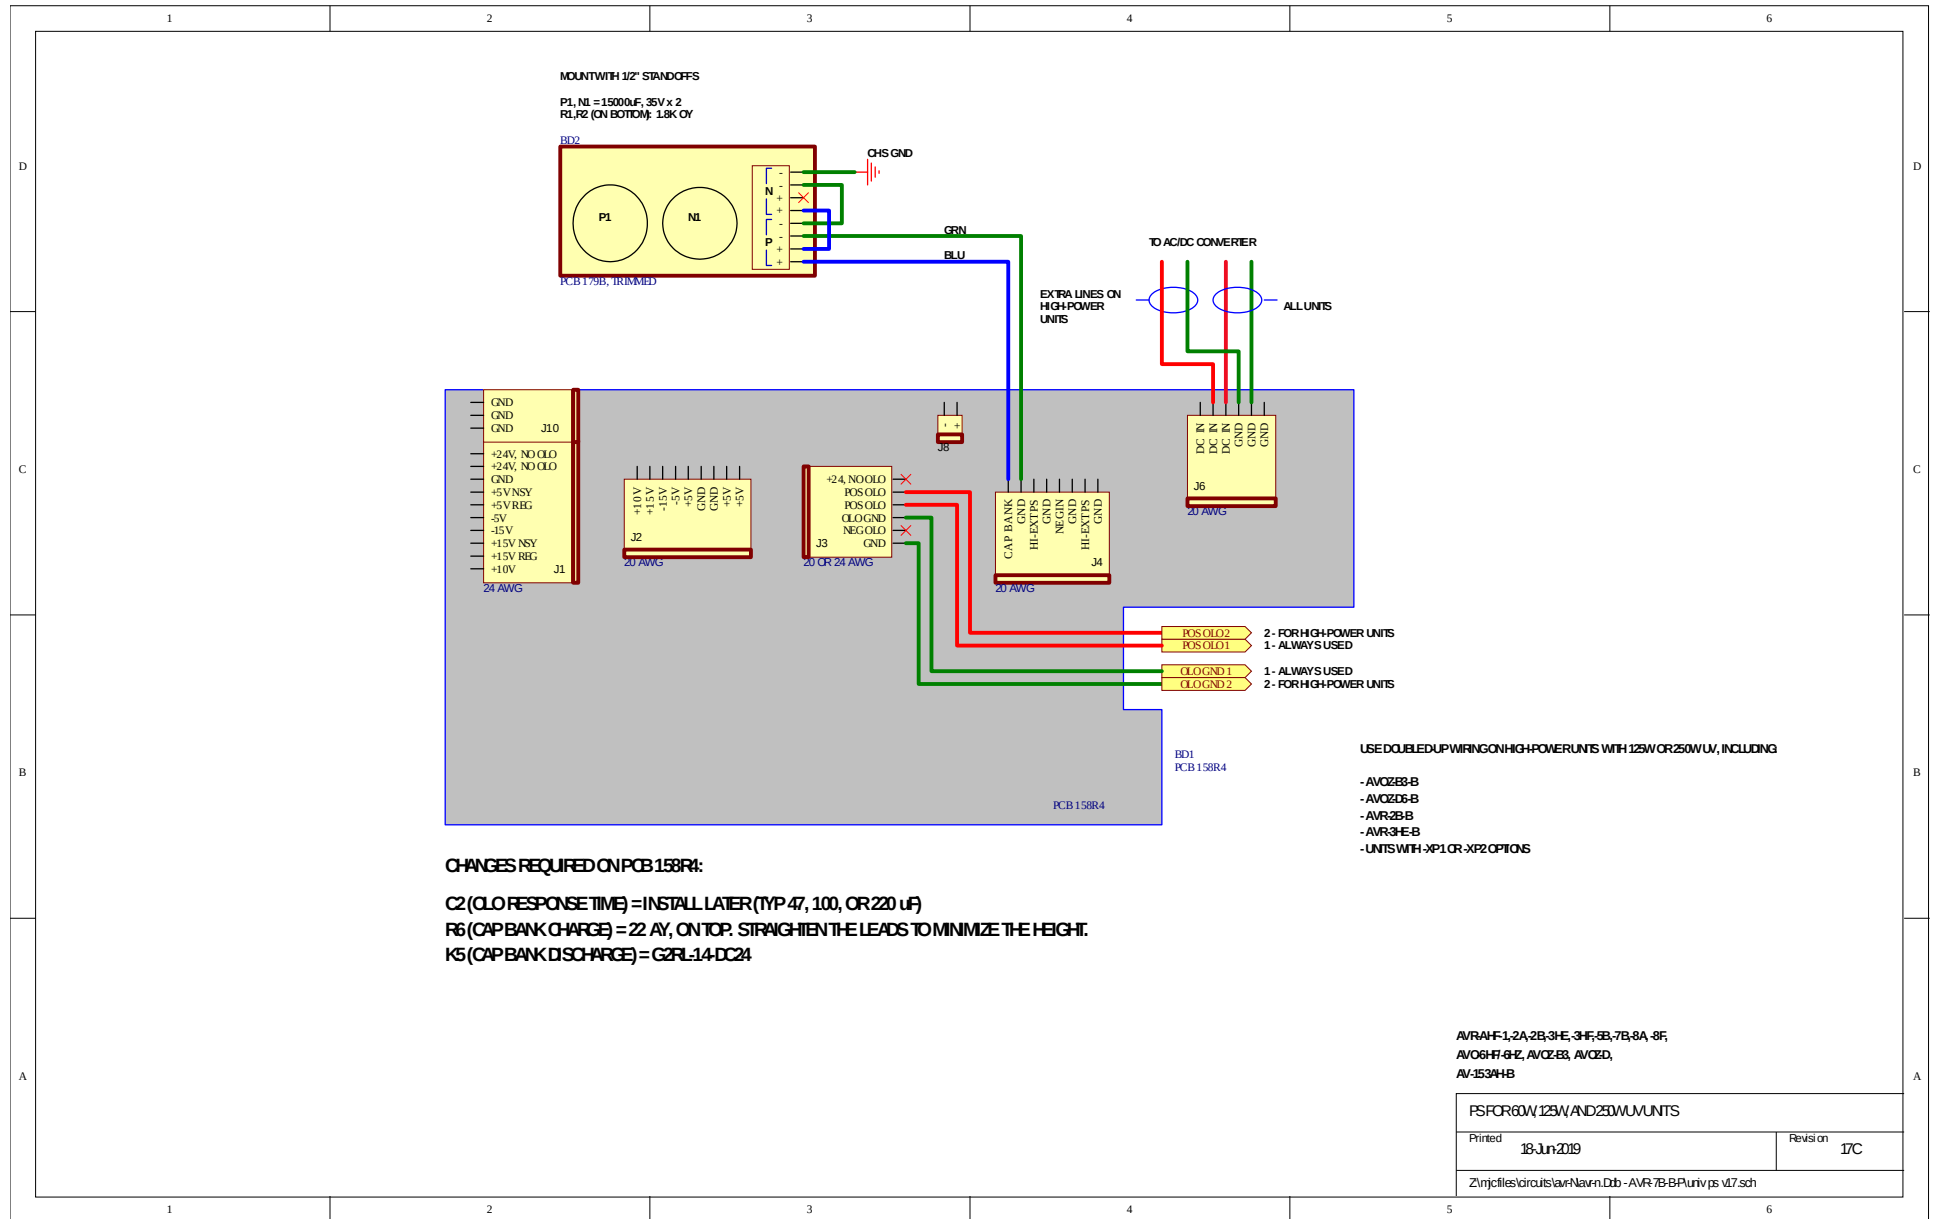 1 2 3 4 5 6
MOUNT WITH 1/2" STANDOFFS
P1, N1 = 15000uF, 35V x 2
R1,R2 (ON BOTTOM): 1.8K OY
BD2
D
D
CHS GND
P1
N1
N
-
-
+
+
P
-
-
+
+
GRN
BLU
PCB 179B, TRIMMED
TO AC/DC CONVERTER
EXTRA LINES ON
HIGH-POWER
UNITS
ALL UNITS
C
C
GND
GND
GND
J10
+24V, NO OLO
+24V, NO OLO
GND
+5V NSY
+5V REG
-5V
-15V
+15V NSY
+15V REG
+10V
J1
24 AWG
+10V
+15V
-15V
-5V
+5V
GND
GND
+5V
+5V
J2
20 AWG
+24, NO OLO
POS OLO
POS OLO
OLO GND
NEG OLO
GND
J3
20 OR 24 AWG
-
+
J8
CAP BANK
GND
HI-EXT PS
GND
NEG IN
GND
HI-EXT PS
GND
J4
20 AWG
DC IN
DC IN
DC IN
GND
GND
GND
J6
20 AWG
POS OLO 2
2 - FOR HIGH-POWER UNITS
POS OLO 1
1 - ALWAYS USED
OLO GND 1
1 - ALWAYS USED
OLO GND 2
2 - FOR HIGH-POWER UNITS
B
B
BD1
PCB 158R4
PCB 158R4
USE DOUBLED-UP WIRING ON HIGH-POWER UNITS WITH 125W OR 250W UV, INCLUDING:
- AVOZ-B3-B
- AVOZ-D6-B
- AVR-2B-B
- AVR-3HE-B
- UNITS WITH -XP1 OR -XP2 OPTIONS
CHANGES REQUIRED ON PCB 158R4:
C2 (OLO RESPONSE TIME) = INSTALL LATER (TYP 47, 100, OR 220 uF)
R6 (CAP BANK CHARGE) = 22 AY, ON TOP. STRAIGHTEN THE LEADS TO MINIMIZE THE HEIGHT.
K5 (CAP BANK DISCHARGE) = G2RL-14-DC24
A
A
AVR-AHF-1,-2A,-2B,-3HE,-3HF,-5B,-7B,-8A, -8F,
AVO-6HF/-6HZ, AVOZ-B3, AVOZ-D,
AV-153AH-B
PS FOR 60W, 125W, AND 250W UV UNITS
Printed
18-Jun-2019
Revision
17C
Z:\mjcfiles\circuits\avr-N\avr-n.Ddb - AVR-7B-B-P\univ ps v17.sch
1 2 3 4 5 6